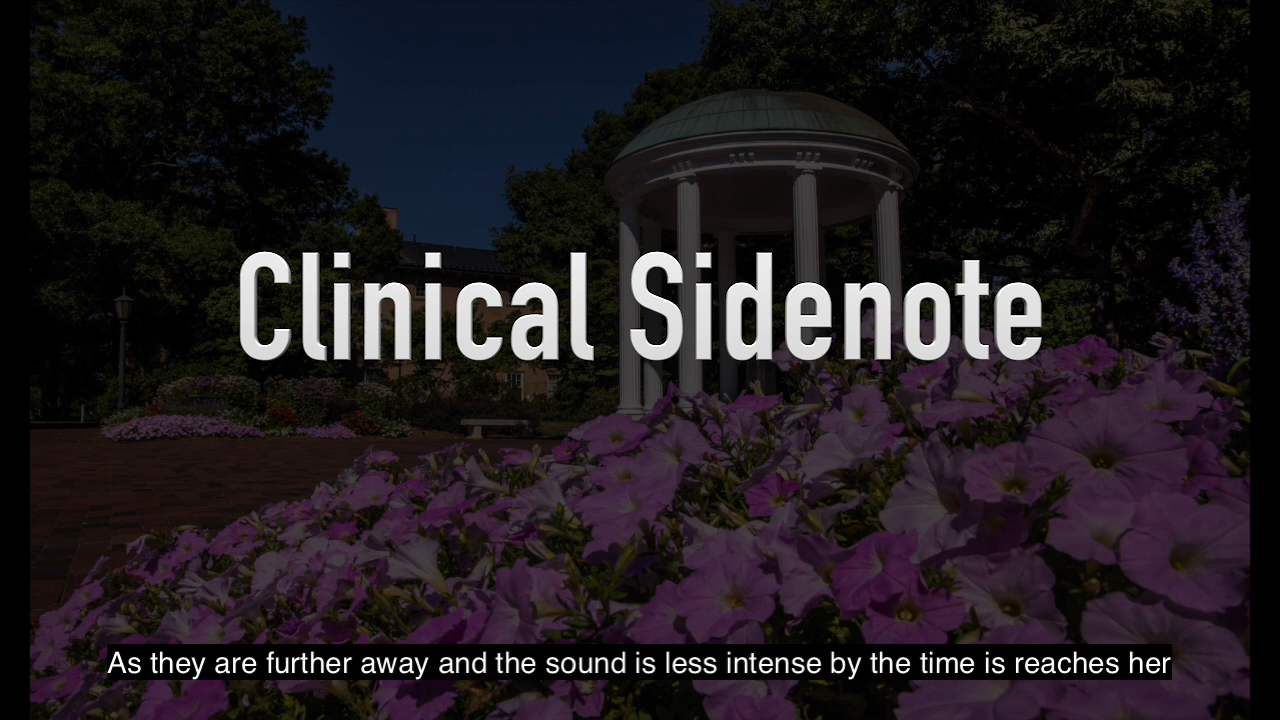 Clinical Sidenote
As they are further away and the sound is less intense by the time is reaches her